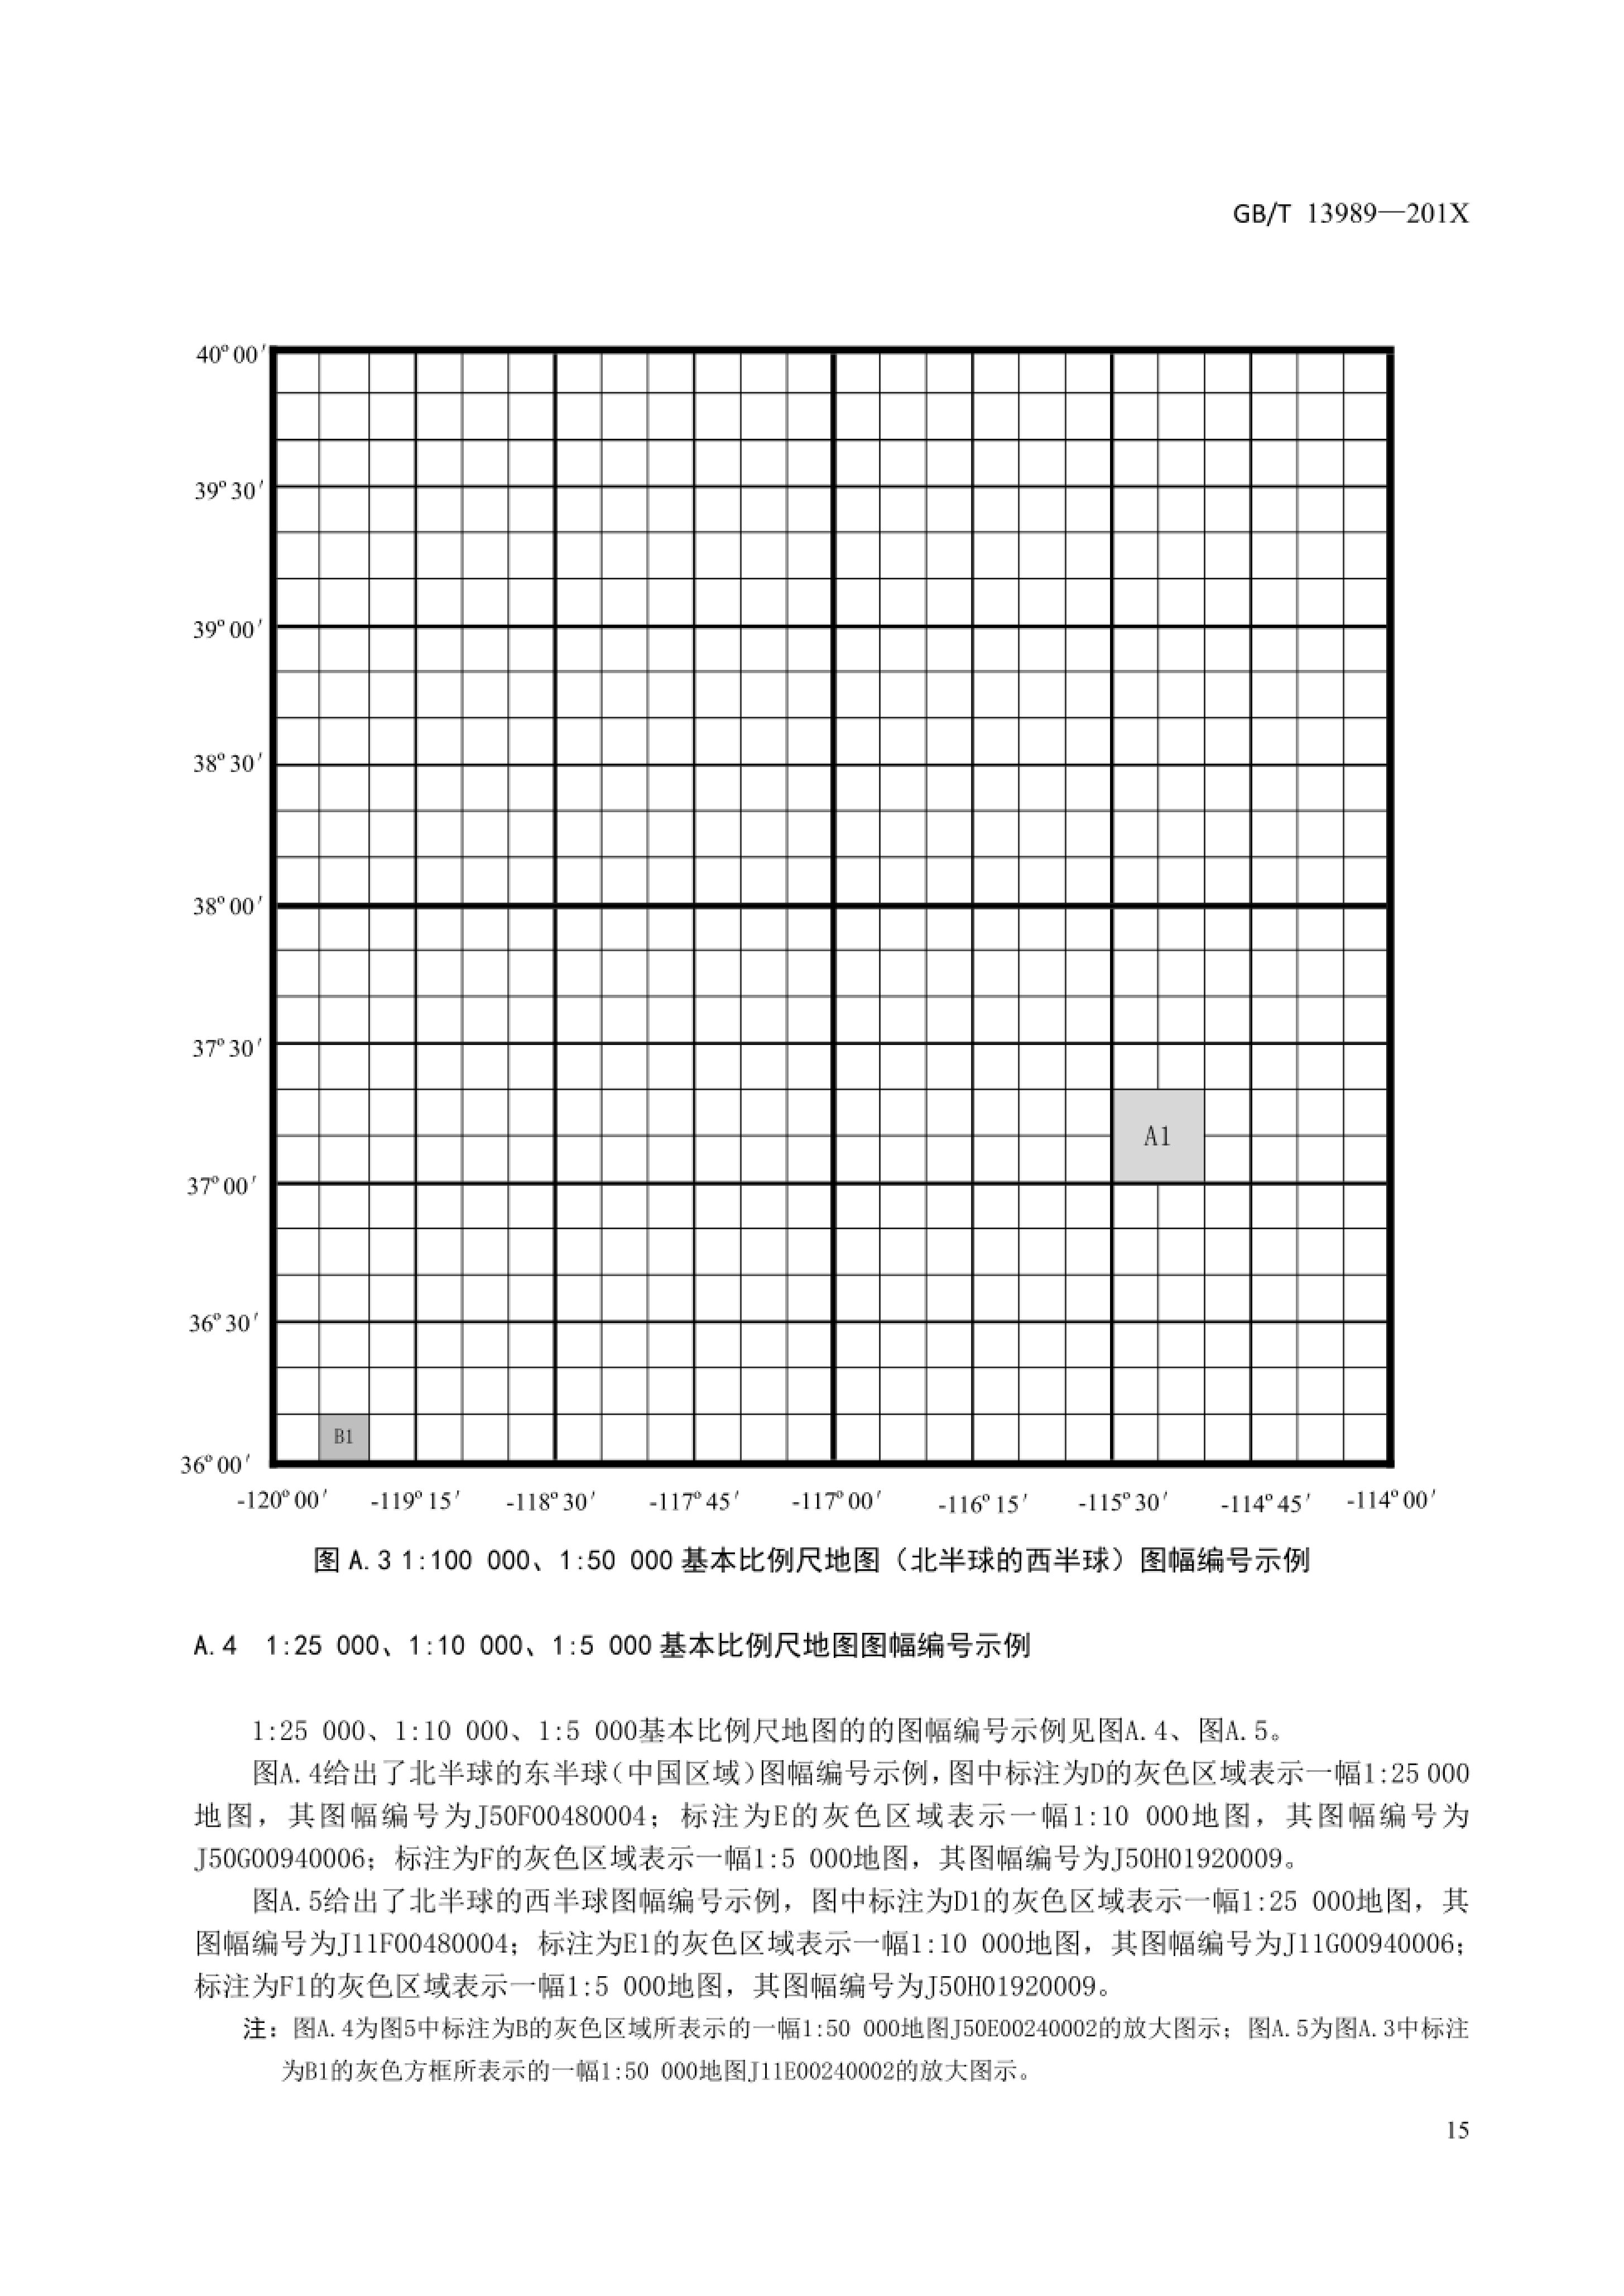 GB/T 13989—201X
40°00′
39°30′
39°00′
38°30′
38°00′
37°30′
A1
37°00′
36°30′
B1
36°00′
-120°00′ -119°15′ -118°30′ -117°45′ -117°00′ -116°15′ -115°30′ -114°45′ -114°00′
图 A.3 1:100 000、1:50 000 基本比例尺地图（北半球的西半球）图幅编号示例
A.4 1:25 000、1:10 000、1:5 000 基本比例尺地图图幅编号示例
1:25 000、1:10 000、1:5 000基本比例尺地图的的图幅编号示例见图A.4、图A.5。
图A.4给出了北半球的东半球(中国区域)图幅编号示例，图中标注为D的灰色区域表示一幅1:25 000
地图，其图幅编号为J50F00480004；标注为E的灰色区域表示一幅1:10 000地图，其图幅编号为
J50G00940006；标注为F的灰色区域表示一幅1:5 000地图，其图幅编号为J50H01920009。
图A.5给出了北半球的西半球图幅编号示例，图中标注为D1的灰色区域表示一幅1:25 000地图，其
图幅编号为J11F00480004；标注为E1的灰色区域表示一幅1:10 000地图，其图幅编号为J11G00940006；
标注为F1的灰色区域表示一幅1:5 000地图，其图幅编号为J50H01920009。
注：图A.4为图5中标注为B的灰色区域所表示的一幅1:50 000地图J50E00240002的放大图示；图A.5为图A.3中标注
为B1的灰色方框所表示的一幅1:50 000地图J11E00240002的放大图示。
15